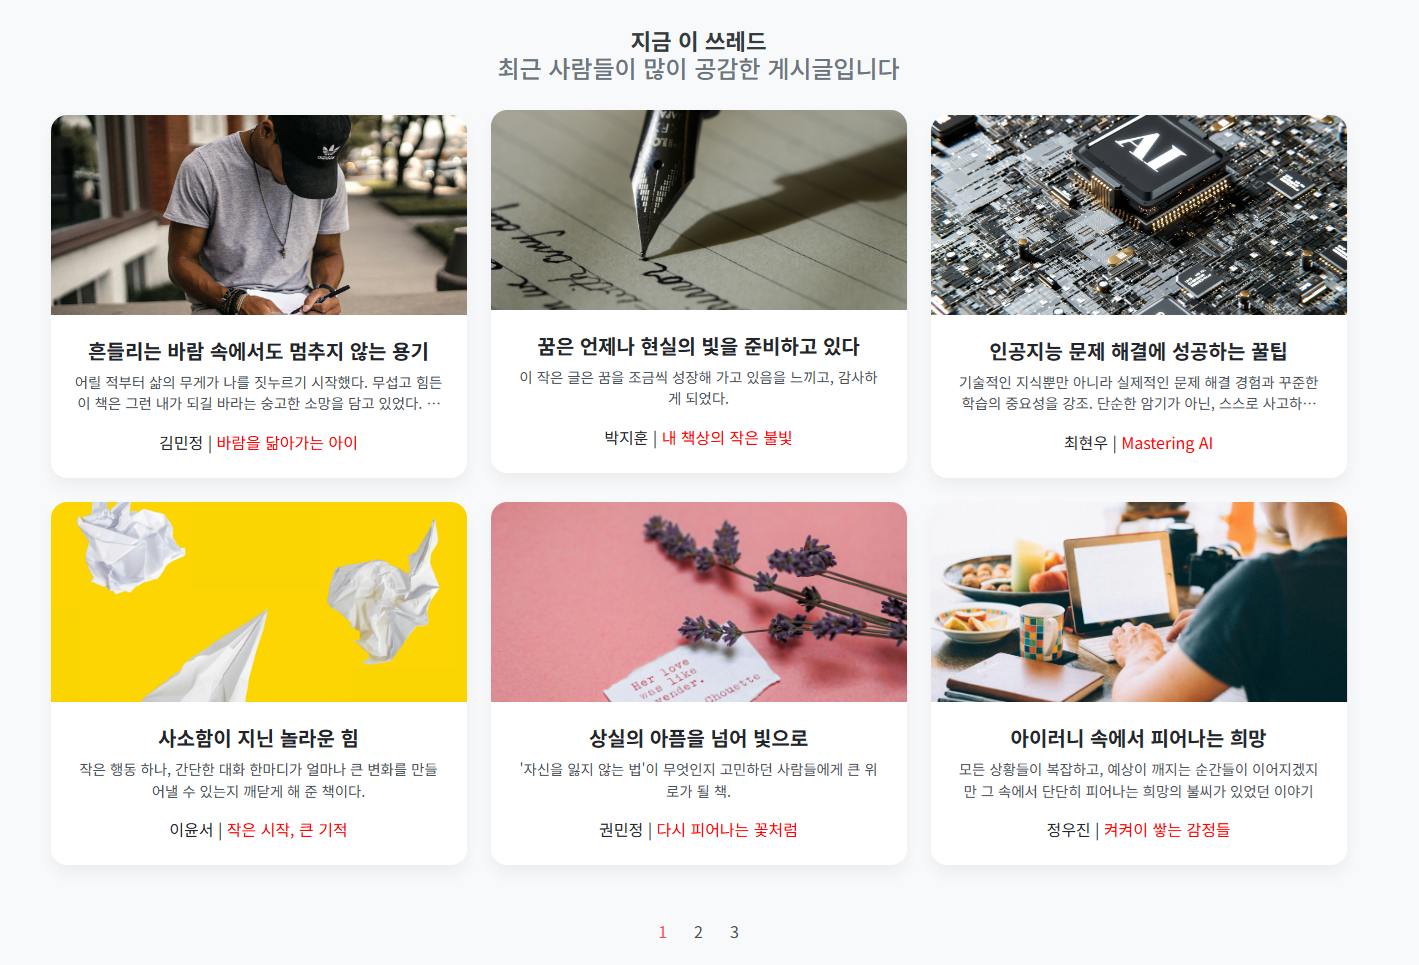 지금 이 쓰레드
최근 사람들이 많이 공감한 게시글입니다
adidas
AI
흔들리는 바람 속에서도 멈추지 않는 용기
어릴 적부터 삶의 무게가 나를 짓누르기 시작했다. 무섭고 힘든
이 책은 그런 내가 되길 바라는 숭고한 소망을 담고 있었다. …
김민정 | 바람을 닮아가는 아이
꿈은 언제나 현실의 빛을 준비하고 있다
이 작은 글은 꿈을 조금씩 성장해 가고 있음을 느끼고, 감사하
게 되었다.
박지훈 | 내 책상의 작은 불빛
인공지능 문제 해결에 성공하는 꿀팁
기술적인 지식뿐만 아니라 실제적인 문제 해결 경험과 꾸준한
학습의 중요성을 강조. 단순한 암기가 아닌, 스스로 사고하…
최현우 | Mastering AI
사소함이 지닌 놀라운 힘
작은 행동 하나, 간단한 대화 한마디가 얼마나 큰 변화를 만들
어낼 수 있는지 깨닫게 해 준 책이다.
이윤서 | 작은 시작, 큰 기적
Her love
was like
Chouette
상실의 아픔을 넘어 빛으로
'자신을 잃지 않는 법'이 무엇인지 고민하던 사람들에게 큰 위
로가 될 책.
권민정 | 다시 피어나는 꽃처럼
아이러니 속에서 피어나는 희망
모든 상황들이 복잡하고, 예상이 깨지는 순간들이 이어지겠지
만 그 속에서 단단히 피어나는 희망의 불씨가 있었던 이야기
정우진 | 켜켜이 쌓는 감정들
1 2 3